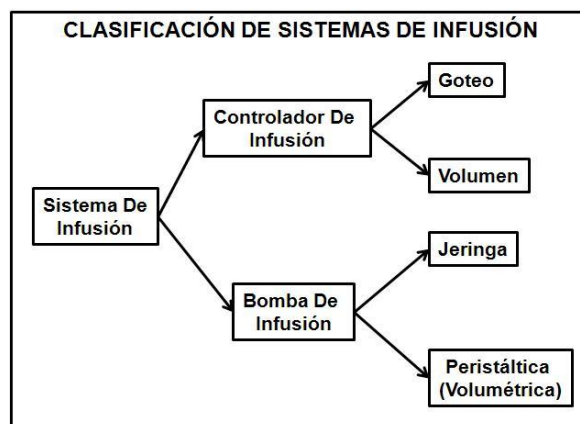 CLASIFICACIÓN DE SISTEMAS DE INFUSIÓN
Goteo
Controlador De
Infusión
Volumen
Sistema De
Infusión
Jeringa
Bomba De
Infusión
Peristáltica
(Volumétrica)